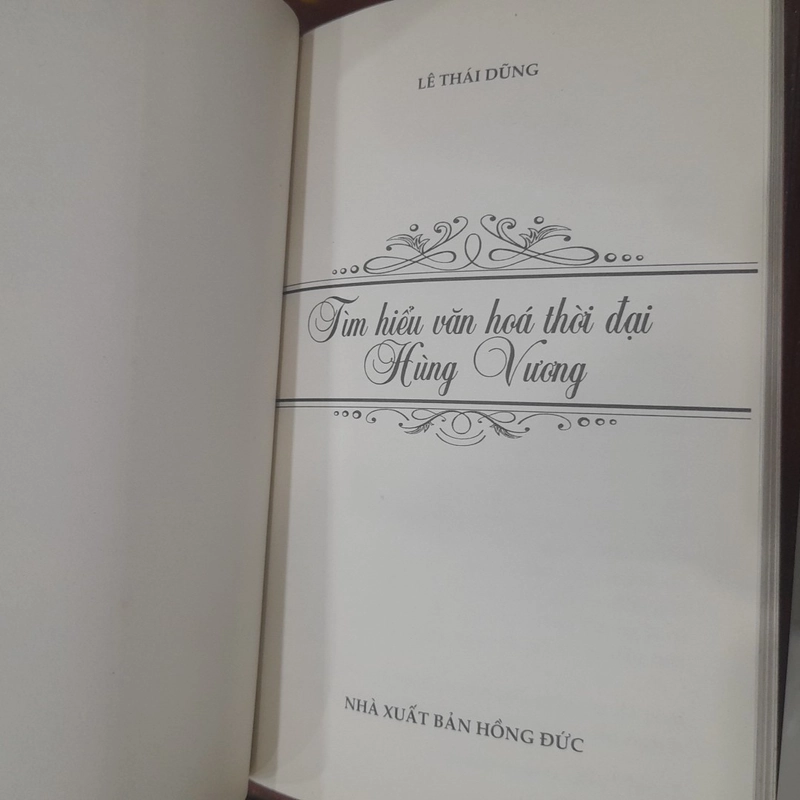 LÊ THÁI DŨNG
Tìm hiểu văn hoá thời đại
Hùng Vương
NHÀ XUẤT BẢN HỒNG ĐỨC